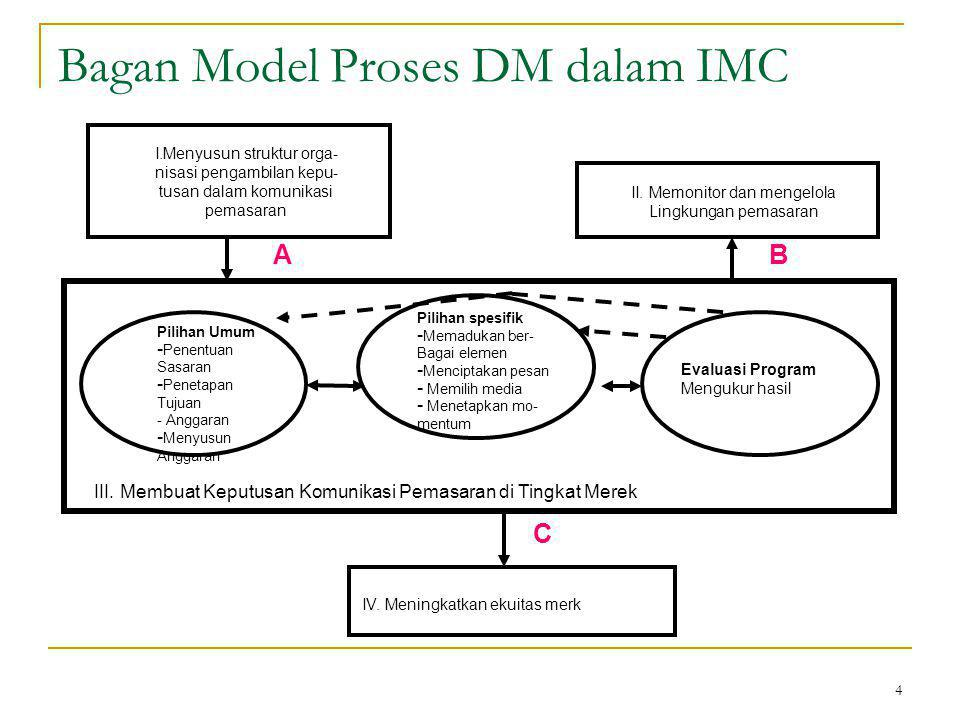 Bagan Model Proses DM dalam IMC
I.Menyusun struktur orga-
nisasi pengambilan kepu-
tusan dalam komunikasi
pemasaran
II. Memonitor dan mengelola
Lingkungan pemasaran
A
B
Pilihan Umum
-Penentuan
Sasaran
-Penetapan
Tujuan
- Anggaran
-Menyusun
Anggaran
Pilihan spesifik
-Memadukan ber-
Bagai elemen
-Menciptakan pesan
- Memilih media
- Menetapkan mo-
mentum
Evaluasi Program
Mengukur hasil
III. Membuat Keputusan Komunikasi Pemasaran di Tingkat Merek
C
IV. Meningkatkan ekuitas merk
4